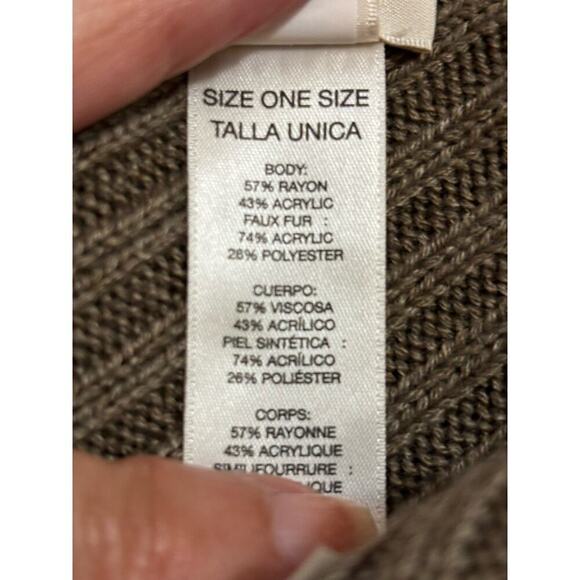 SIZE ONE SIZE
TALLA UNICA
BODY:
57% RAYON
43% ACRYLIC
FAUX FUR :
74% ACRYLIC
26% POLYESTER
CUERPO:
57% VISCOSA
43% ACRÍLICO
PIEL SINTÉTICA :
74% ACRÍLICO
26% POLIÉSTER
CORPS:
57% RAYONNE
43% ACRYLIQUE
SIMILIFOURRURE :